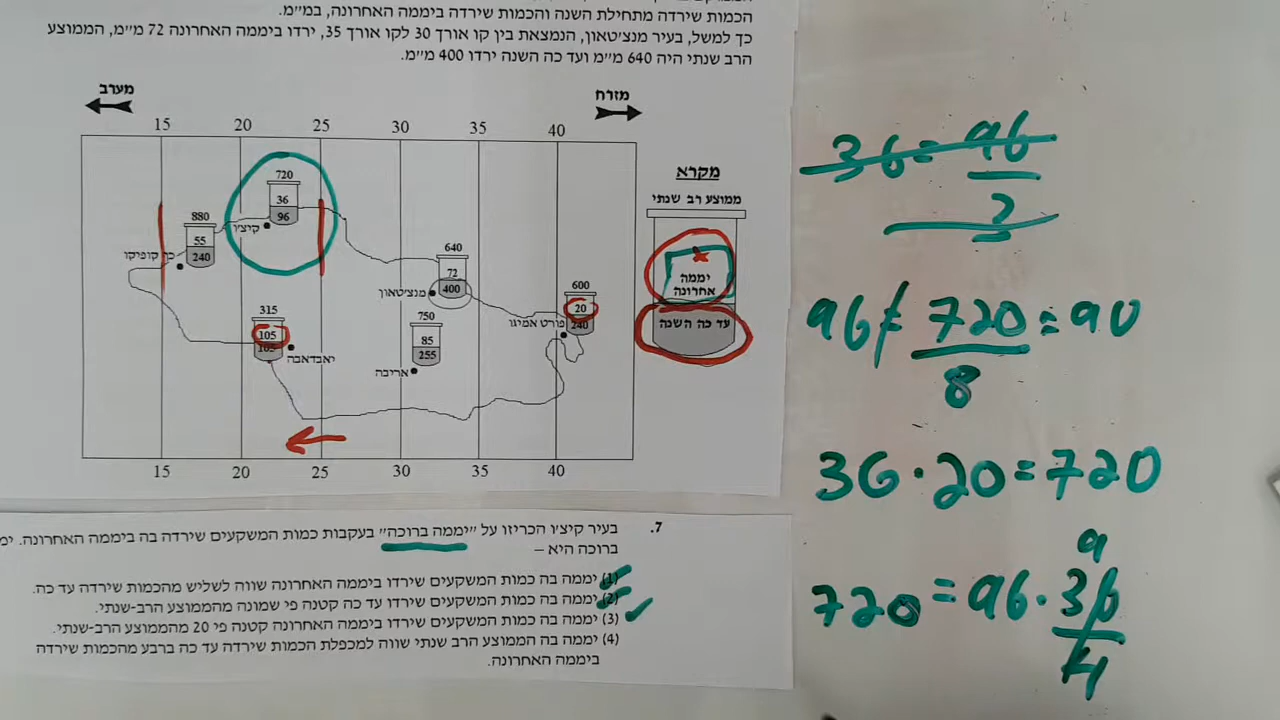 הכמות שירדה מתחילת השנה והכמות שירדה ביממה האחרונה, במ״מ.
כך למשל, בעיר מנצ'טאון, הנמצאת בין קו אורך 30 לקו אורך 35, ירדו ביממה האחרונה 72 מ״מ, הממוצע
הרב שנתי היה 640 מ״מ ועד כה השנה ירדו 400 מ״מ.
מערב
מזרח
15 20 25 30 35 40
מקרא
ממוצע רב שנתי
יממה
אחרונה
עד כה השנה
720
36
96
קיצ'ו
880
55
240
קופיקו
640
72
400
מנצ'טאון
600
20
240
פורט אמיגו
315
105
105
יאבדאבה
750
85
255
אריבה
15 20 25 30 35 40
36 = 96
2
96 ≠ 720 = 90
8
36 · 20 = 720
9
720 = 96 · 36
4
7. בעיר קיצ'ו הכריזו על "יממה ברוכה" בעקבות כמות המשקעים שירדה בה ביממה האחרונה.
ברוכה היא –
(1) יממה בה כמות המשקעים שירדו ביממה האחרונה שווה לשליש מהכמות שירדה עד כה.
(2) יממה בה כמות המשקעים שירדו עד כה קטנה פי שמונה מהממוצע הרב-שנתי.
(3) יממה בה כמות המשקעים שירדו ביממה האחרונה קטנה פי 20 מהממוצע הרב-שנתי.
(4) יממה בה הממוצע הרב שנתי שווה למכפלת הכמות שירדה עד כה ברבע מהכמות שירדה
ביממה האחרונה.